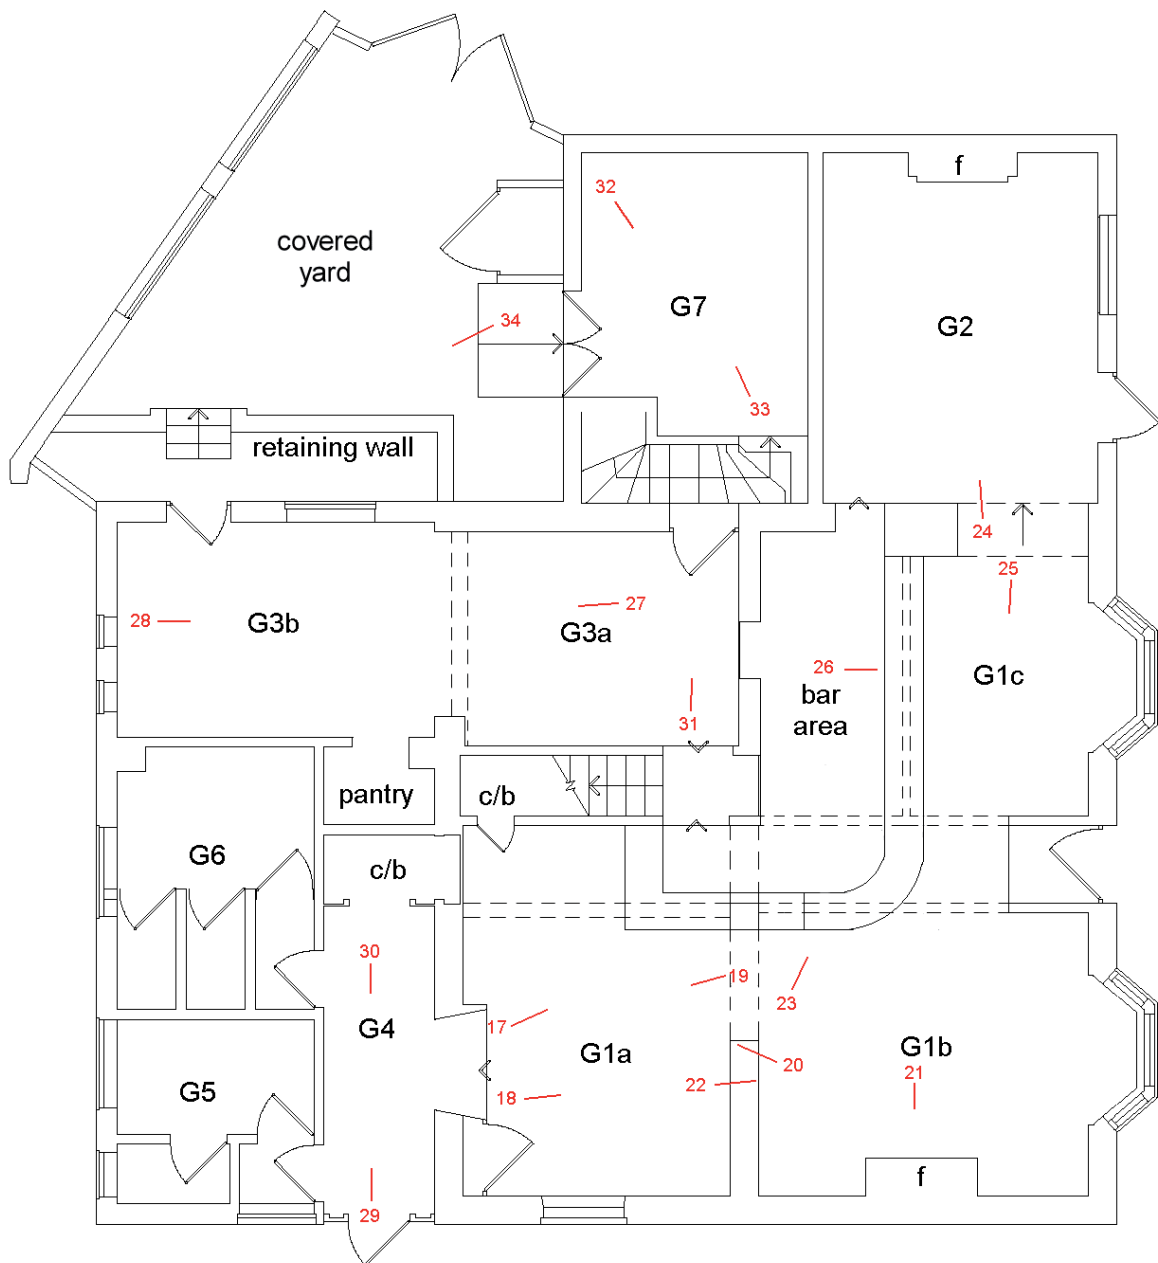 f
32
covered
yard
G7
34
G2
33
retaining wall
24
25
28
G3b
27
G3a
26
G1c
31
bar
area
pantry
c/b
G6
c/b
30
19
23
17
G4
G1a
G1b
20
21
22
18
G5
f
29